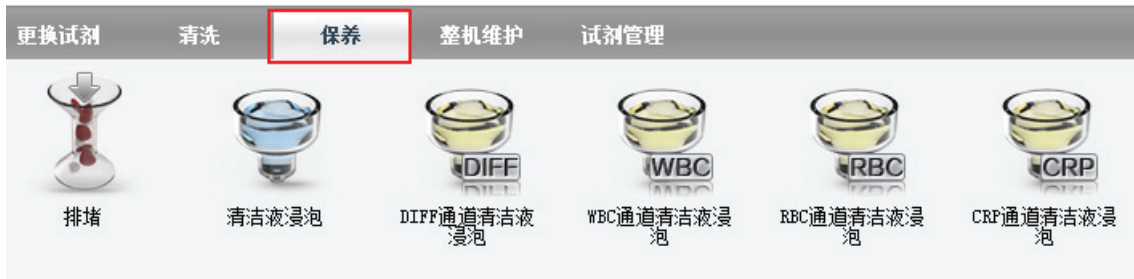 更换试剂 清洗 保养 整机维护 试剂管理
DIFF WBC RBC CRP
排堵 清洁液浸泡 DIFF通道清洁液浸泡 WBC通道清洁液浸泡 RBC通道清洁液浸泡 CRP通道清洁液浸泡